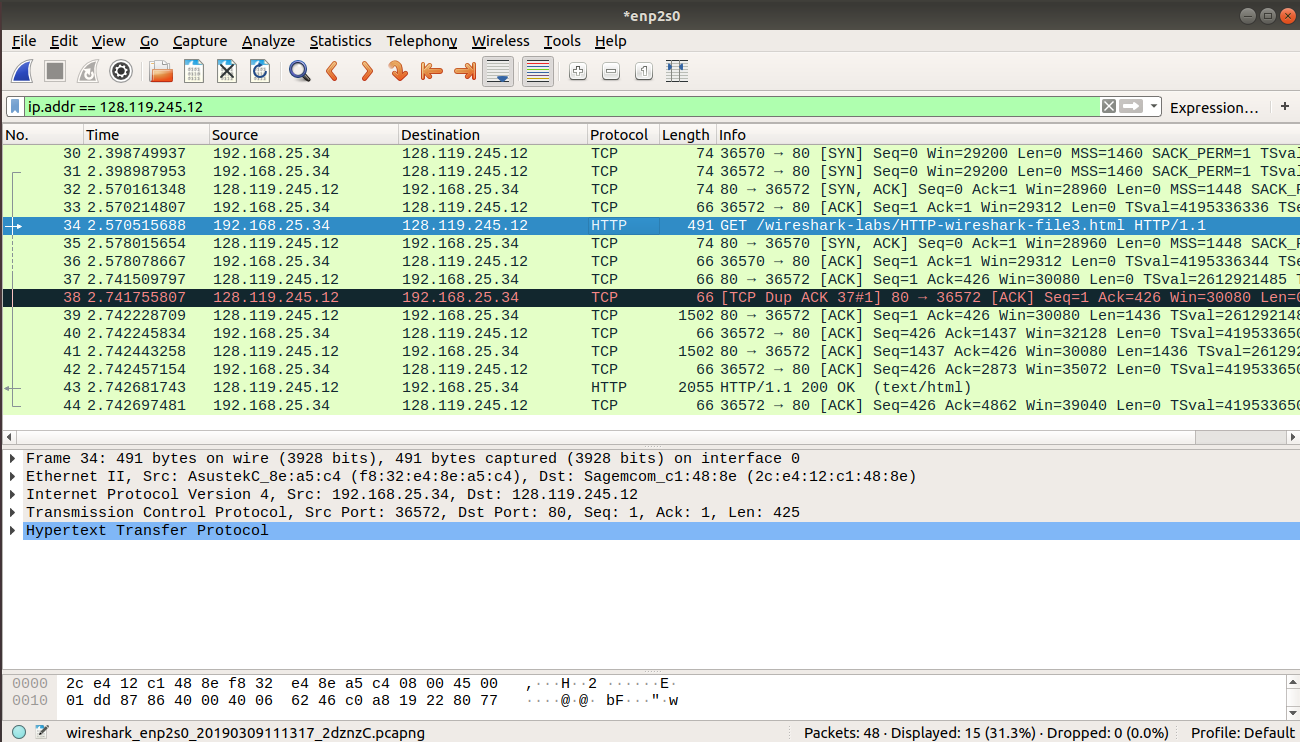 *enp2s0
File Edit View Go Capture Analyze Statistics Telephony Wireless Tools Help
ip.addr == 128.119.245.12 Expression… +
No. Time Source Destination Protocol Length Info
30 2.398749937 192.168.25.34 128.119.245.12 TCP 74 36570 → 80 [SYN] Seq=0 Win=29200 Len=0 MSS=1460 SACK_PERM=1 TSval
31 2.398987953 192.168.25.34 128.119.245.12 TCP 74 36572 → 80 [SYN] Seq=0 Win=29200 Len=0 MSS=1460 SACK_PERM=1 TSval
32 2.570161348 128.119.245.12 192.168.25.34 TCP 74 80 → 36572 [SYN, ACK] Seq=0 Ack=1 Win=28960 Len=0 MSS=1448 SACK_P
33 2.570214807 192.168.25.34 128.119.245.12 TCP 66 36572 → 80 [ACK] Seq=1 Ack=1 Win=29312 Len=0 TSval=4195336336 TSe
34 2.570515688 192.168.25.34 128.119.245.12 HTTP 491 GET /wireshark-labs/HTTP-wireshark-file3.html HTTP/1.1
35 2.578015654 128.119.245.12 192.168.25.34 TCP 74 80 → 36570 [SYN, ACK] Seq=0 Ack=1 Win=28960 Len=0 MSS=1448 SACK_P
36 2.578078667 192.168.25.34 128.119.245.12 TCP 66 36570 → 80 [ACK] Seq=1 Ack=1 Win=29312 Len=0 TSval=4195336344 TSe
37 2.741509797 128.119.245.12 192.168.25.34 TCP 66 80 → 36572 [ACK] Seq=1 Ack=426 Win=30080 Len=0 TSval=2612921485 T
38 2.741755807 128.119.245.12 192.168.25.34 TCP 66 [TCP Dup ACK 37#1] 80 → 36572 [ACK] Seq=1 Ack=426 Win=30080 Len=0
39 2.742228709 128.119.245.12 192.168.25.34 TCP 1502 80 → 36572 [ACK] Seq=1 Ack=426 Win=30080 Len=1436 TSval=261292148
40 2.742245834 192.168.25.34 128.119.245.12 TCP 66 36572 → 80 [ACK] Seq=426 Ack=1437 Win=32128 Len=0 TSval=419533650
41 2.742443258 128.119.245.12 192.168.25.34 TCP 1502 80 → 36572 [ACK] Seq=1437 Ack=426 Win=30080 Len=1436 TSval=261292
42 2.742457154 192.168.25.34 128.119.245.12 TCP 66 36572 → 80 [ACK] Seq=426 Ack=2873 Win=35072 Len=0 TSval=419533650
43 2.742681743 128.119.245.12 192.168.25.34 HTTP 2055 HTTP/1.1 200 OK (text/html)
44 2.742697481 192.168.25.34 128.119.245.12 TCP 66 36572 → 80 [ACK] Seq=426 Ack=4862 Win=39040 Len=0 TSval=419533650
Frame 34: 491 bytes on wire (3928 bits), 491 bytes captured (3928 bits) on interface 0
Ethernet II, Src: AsustekC_8e:a5:c4 (f8:32:e4:8e:a5:c4), Dst: Sagemcom_c1:48:8e (2c:e4:12:c1:48:8e)
Internet Protocol Version 4, Src: 192.168.25.34, Dst: 128.119.245.12
Transmission Control Protocol, Src Port: 36572, Dst Port: 80, Seq: 1, Ack: 1, Len: 425
Hypertext Transfer Protocol
0000 2c e4 12 c1 48 8e f8 32 e4 8e a5 c4 08 00 45 00 ,···H··2 ······E·
0010 01 dd 87 86 40 00 40 06 62 46 c0 a8 19 22 80 77 ····@·@· bF···"·w
wireshark_enp2s0_20190309111317_2dznzC.pcapng Packets: 48 · Displayed: 15 (31.3%) · Dropped: 0 (0.0%) Profile: Default